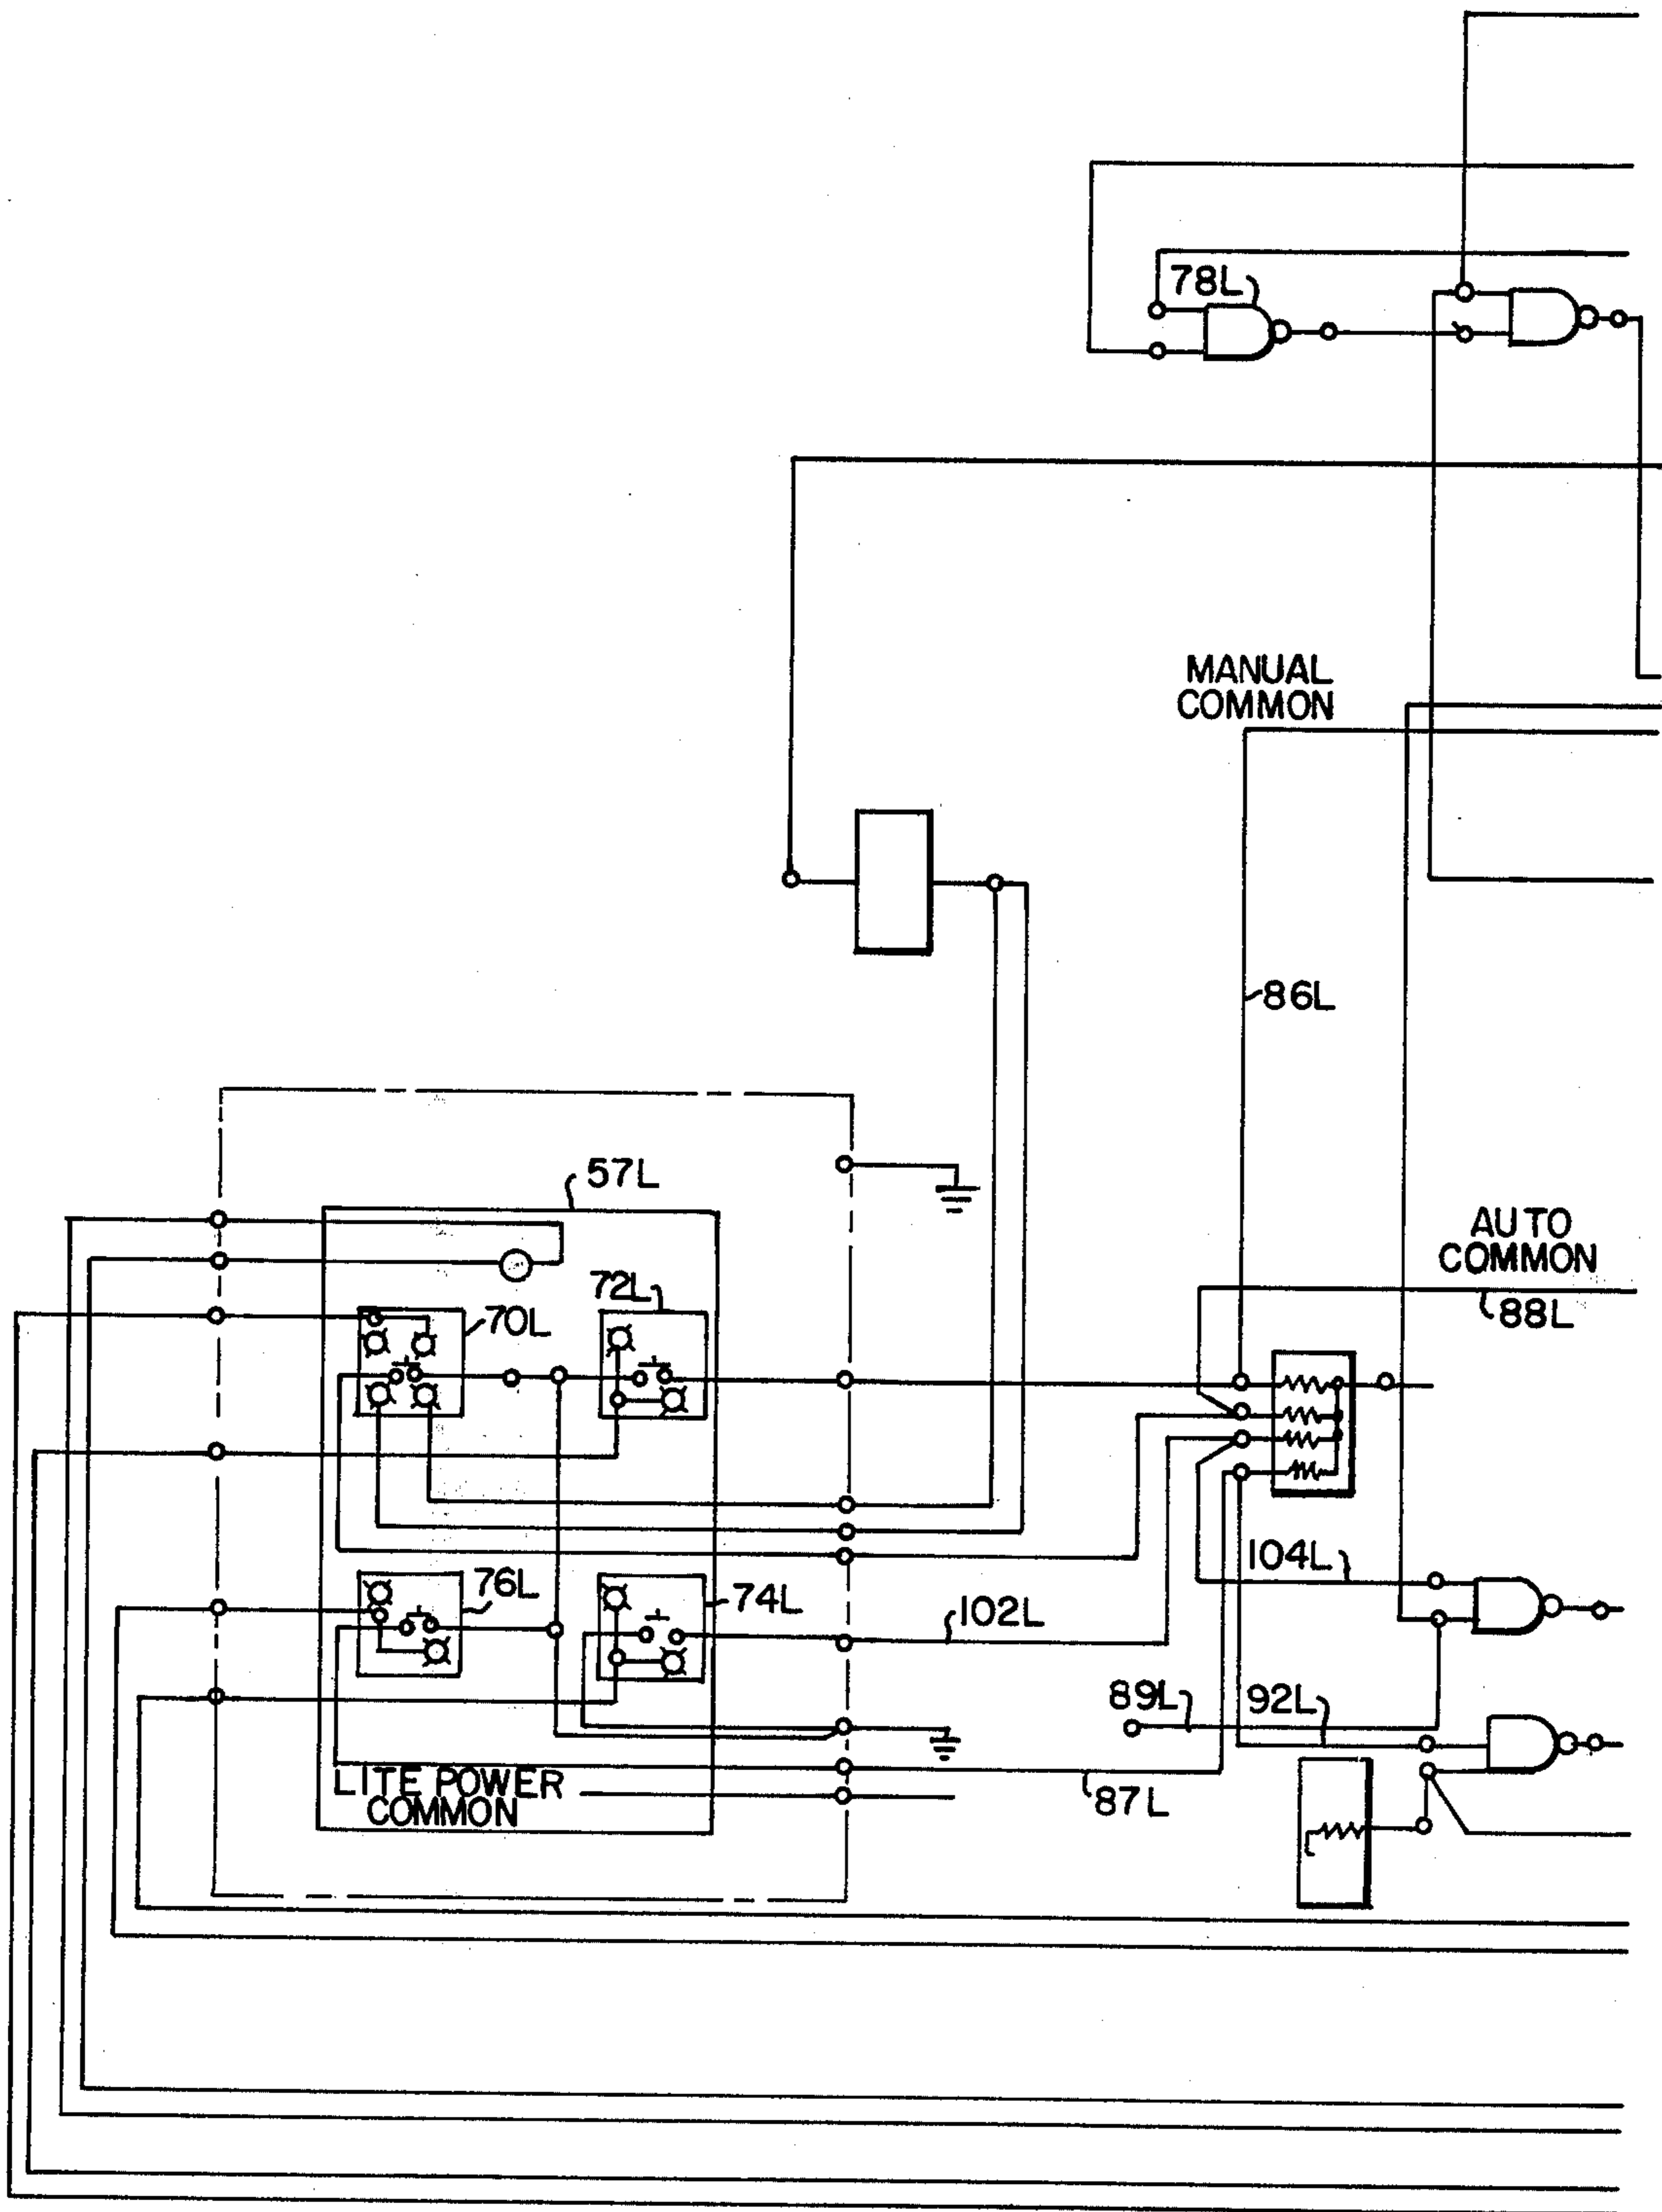 78L
MANUAL
COMMON
86L
57L
AUTO
COMMON
88L
72L
70L
104L
76L
74L
102L
89L
92L
87L
LITE POWER
COMMON